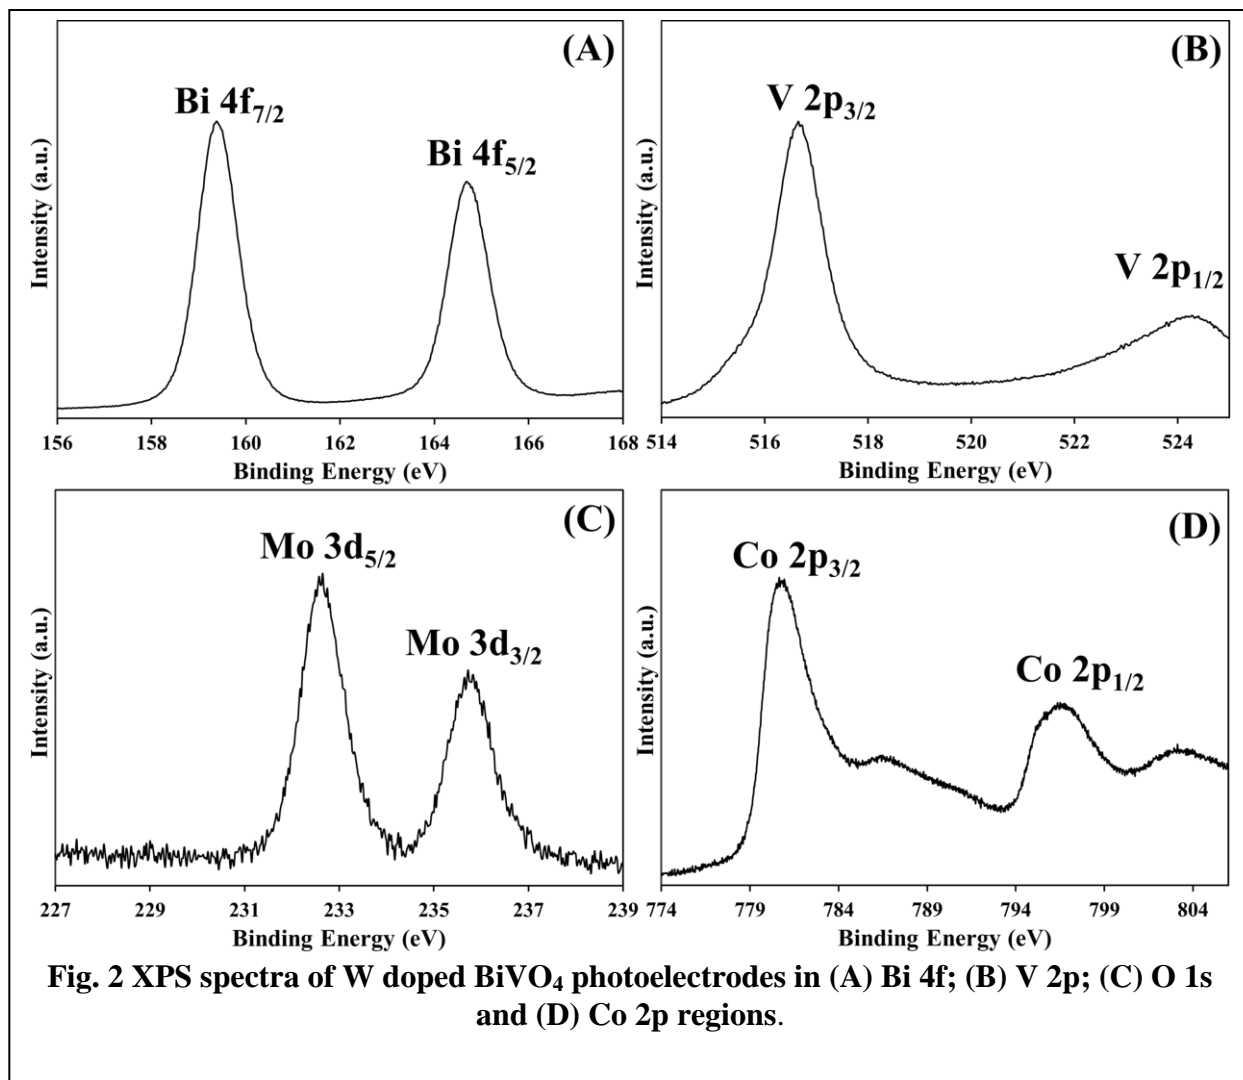 (A)
Bi 4f7/2
Bi 4f5/2
Intensity (a.u.)
156 158 160 162 164 166 168
Binding Energy (eV)
(B)
V 2p3/2
V 2p1/2
Intensity (a.u.)
514 516 518 520 522 524
Binding Energy (eV)
(C)
Mo 3d5/2
Mo 3d3/2
Intensity (a.u.)
227 229 231 233 235 237 239
Binding Energy (eV)
(D)
Co 2p3/2
Co 2p1/2
Intensity (a.u.)
774 779 784 789 794 799 804
Binding Energy (eV)
Fig. 2 XPS spectra of W doped BiVO4 photoelectrodes in (A) Bi 4f; (B) V 2p; (C) O 1s
and (D) Co 2p regions.